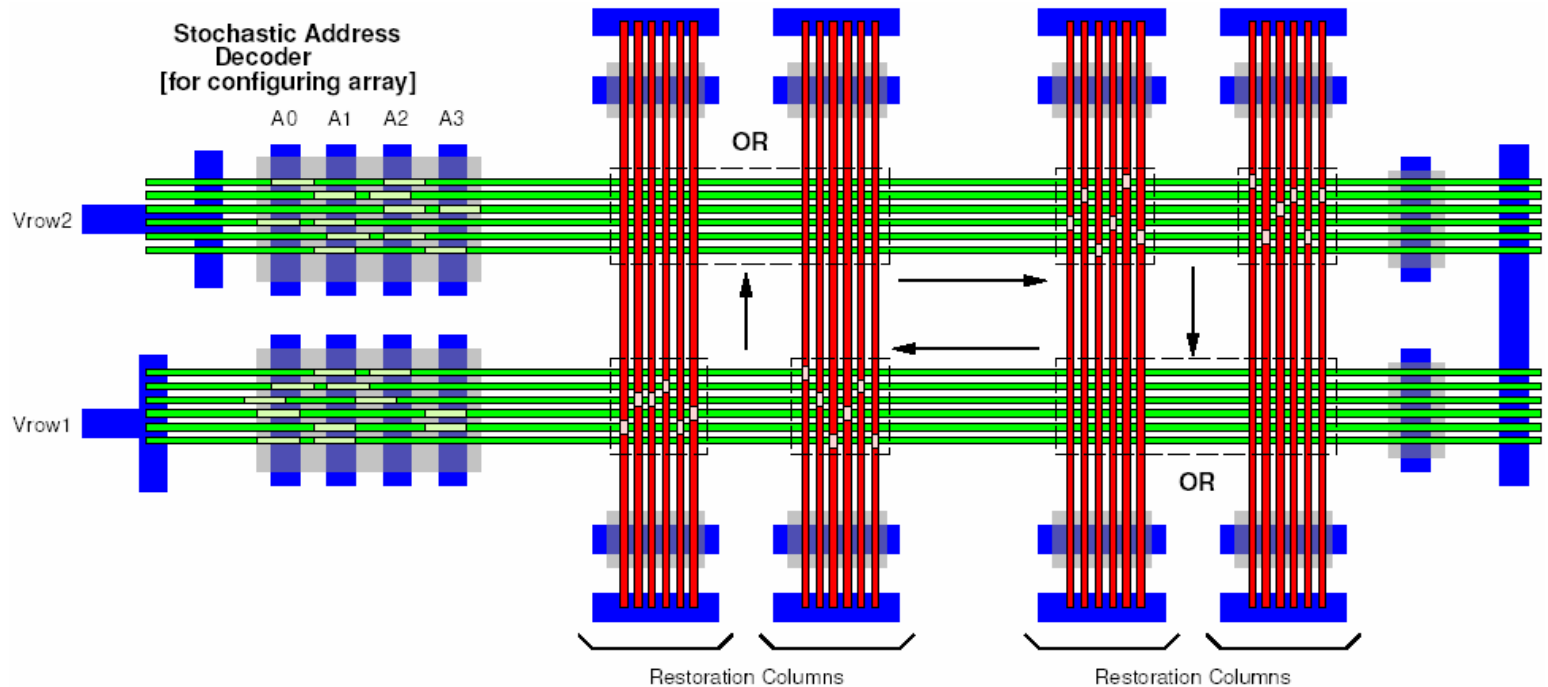 Stochastic Address
Decoder
[for configuring array]
A0 A1 A2 A3
OR
Vrow2
Vrow1
OR
Restoration Columns
Restoration Columns